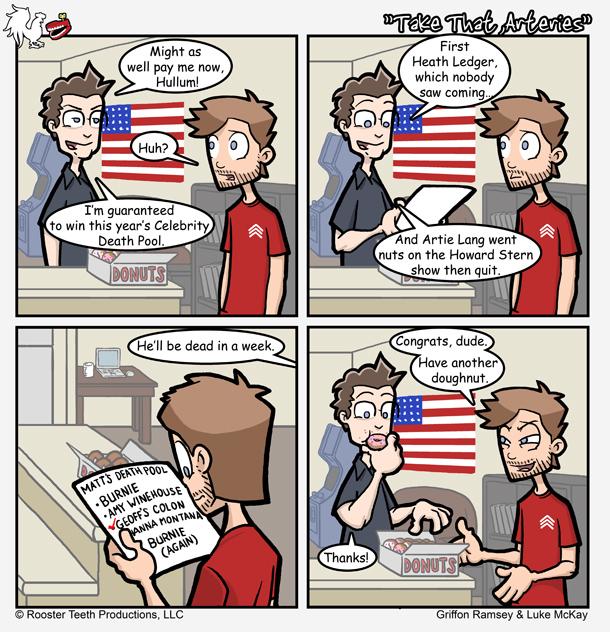 "Take That, Arteries"
Might as
well pay me now,
Hullum!
Huh?
I'm guaranteed
to win this year's Celebrity
Death Pool.
DONUTS
First
Heath Ledger,
which nobody
saw coming...
And Artie Lang went
nuts on the Howard Stern
show then quit.
DONUTS
He'll be dead in a week.
MATT'S DEATH POOL
• BURNIE
• AMY WINEHOUSE
✓ GEOFF'S COLON
ANNA MONTANA
BURNIE
(AGAIN)
Congrats, dude.
Have another
doughnut.
Thanks!
DONUTS
© Rooster Teeth Productions, LLC
Griffon Ramsey & Luke McKay